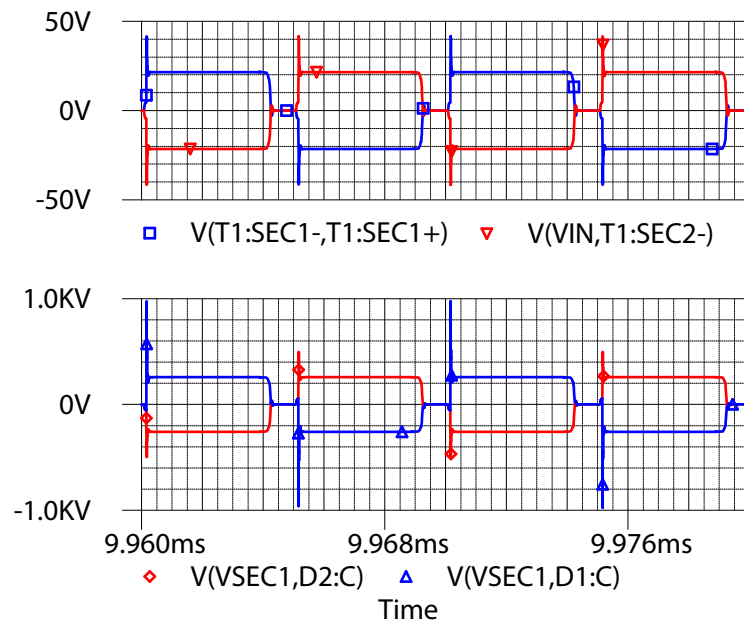 50V
0V
-50V
V(T1:SEC1-,T1:SEC1+) V(VIN,T1:SEC2-)
1.0KV
0V
-1.0KV
9.960ms 9.968ms 9.976ms
V(VSEC1,D2:C) V(VSEC1,D1:C)
Time